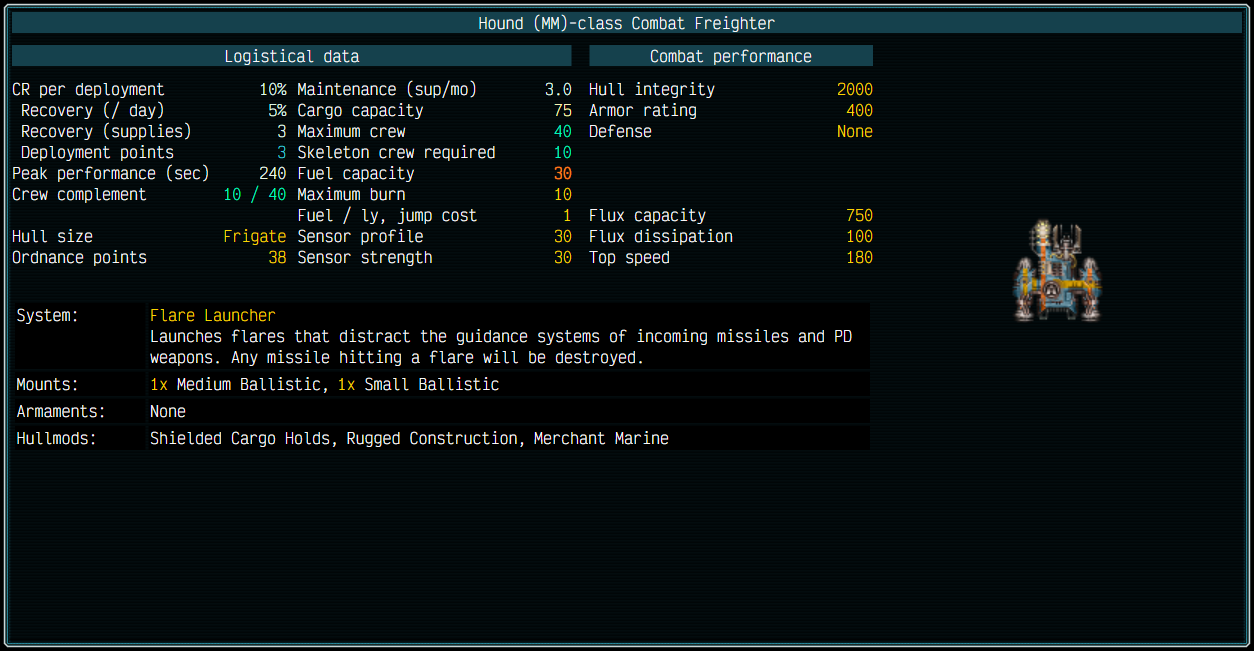 Hound (MM)-class Combat Freighter
Logistical data Combat performance
CR per deployment 10% Maintenance (sup/mo) 3.0 Hull integrity 2000
Recovery (/ day) 5% Cargo capacity 75 Armor rating 400
Recovery (supplies) 3 Maximum crew 40 Defense None
Deployment points 3 Skeleton crew required 10
Peak performance (sec) 240 Fuel capacity 30
Crew complement 10 / 40 Maximum burn 10
Fuel / ly, jump cost 1 Flux capacity 750
Hull size Frigate Sensor profile 30 Flux dissipation 100
Ordnance points 38 Sensor strength 30 Top speed 180
System: Flare Launcher
Launches flares that distract the guidance systems of incoming missiles and PD
weapons. Any missile hitting a flare will be destroyed.
Mounts: 1x Medium Ballistic, 1x Small Ballistic
Armaments: None
Hullmods: Shielded Cargo Holds, Rugged Construction, Merchant Marine